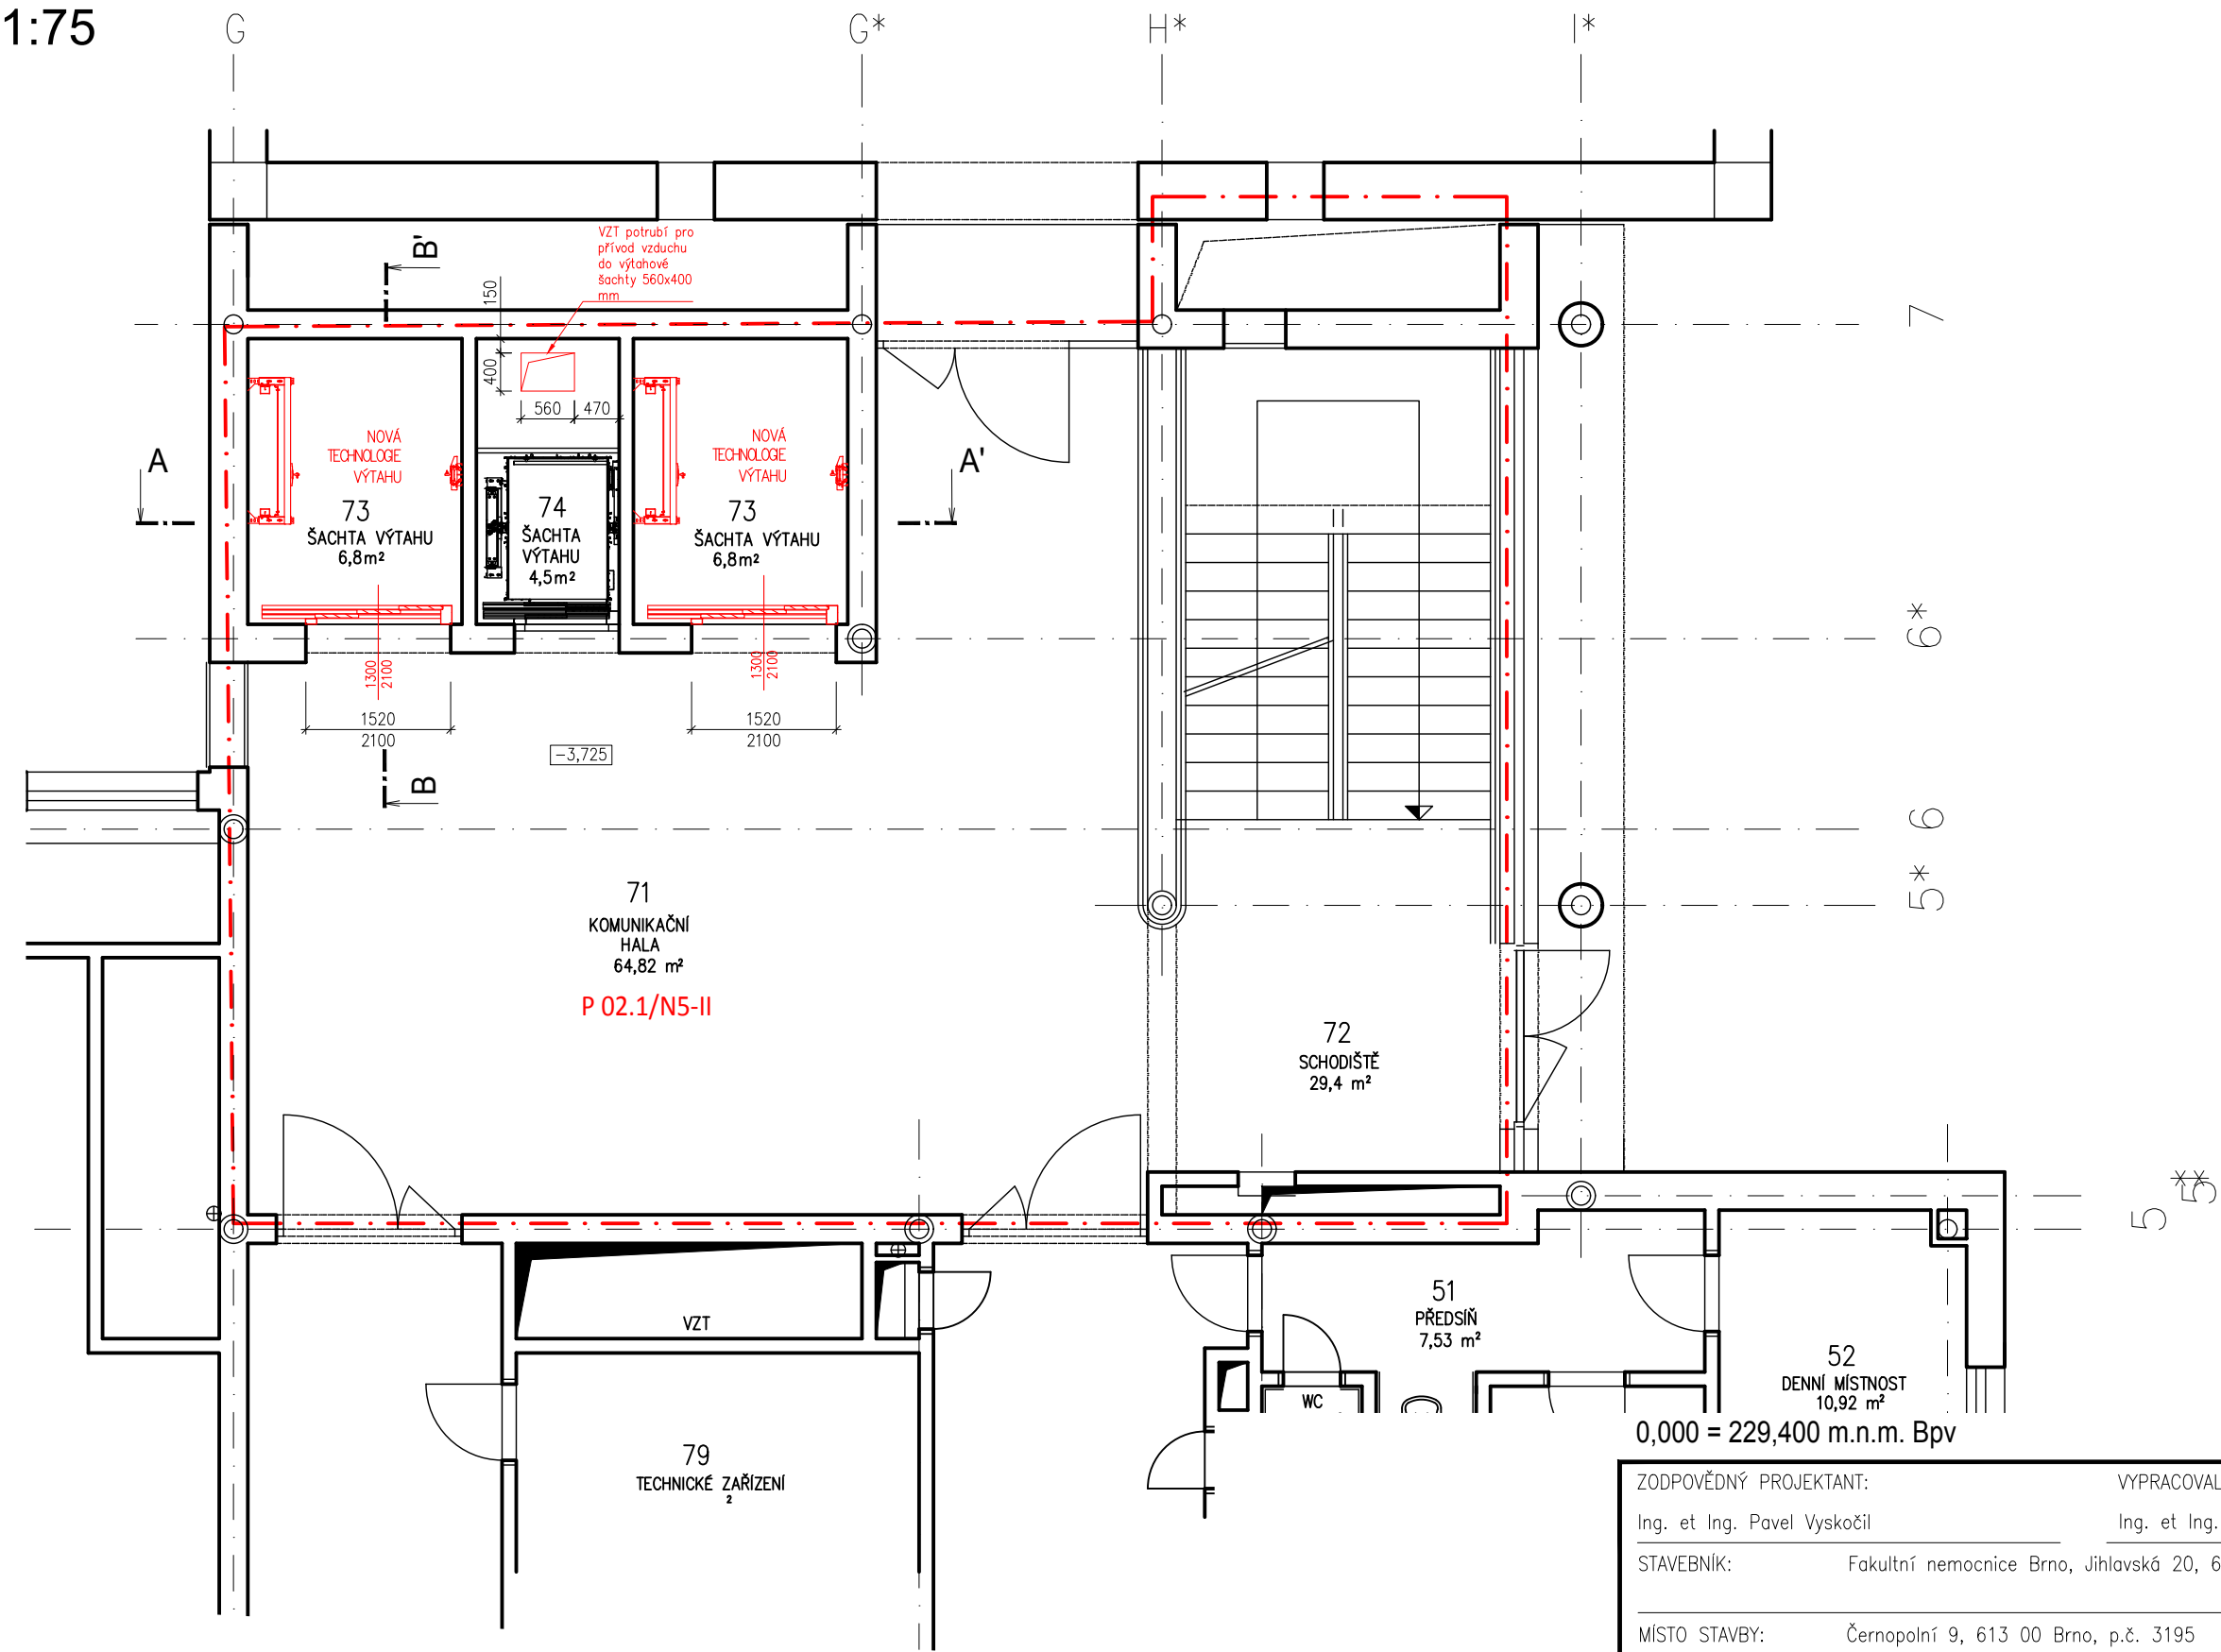 1:75
G
G*
H*
I*
VZT potrubí pro
přívod vzduchu
do výtahové
šachty 560x400
mm
B'
150
400
560
470
7
A
A'
NOVÁ
TECHNOLOGIE
VÝTAHU
73
ŠACHTA VÝTAHU
6,8m²
74
ŠACHTA
VÝTAHU
4,5m²
NOVÁ
TECHNOLOGIE
VÝTAHU
73
ŠACHTA VÝTAHU
6,8m²
6*
1300
2100
1300
2100
1520
2100
1520
2100
-3,725
B
6
5*
71
KOMUNIKAČNÍ
HALA
64,82 m²
P 02.1/N5-II
72
SCHODIŠTĚ
29,4 m²
5*
5
VZT
51
PŘEDSÍŇ
7,53 m²
52
DENNÍ MÍSTNOST
10,92 m²
WC
79
TECHNICKÉ ZAŘÍZENÍ
2
0,000 = 229,400 m.n.m. Bpv
ZODPOVĚDNÝ PROJEKTANT:
VYPRACOVAL
Ing. et Ing. Pavel Vyskočil
Ing. et Ing.
STAVEBNÍK:
Fakultní nemocnice Brno, Jihlavská 20, 6
MÍSTO STAVBY:
Černopolní 9, 613 00 Brno, p.č. 3195